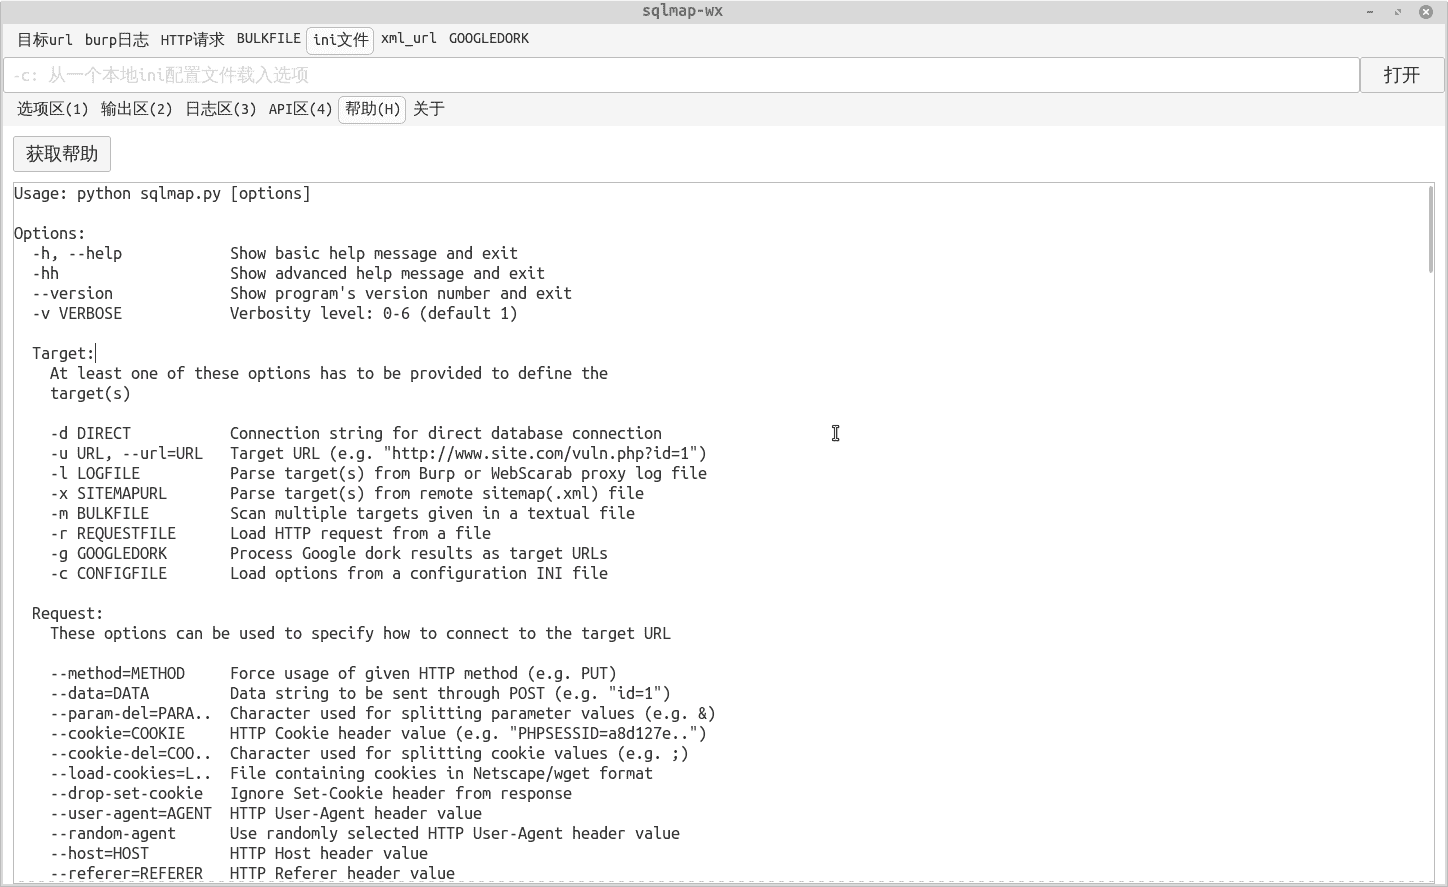 sqlmap-wx
目标url burp日志 HTTP请求 BULKFILE ini文件 xml_url GOOGLEDORK
-c: 从一个本地ini配置文件载入选项 打开
选项区(1) 输出区(2) 日志区(3) API区(4) 帮助(H) 关于
获取帮助
Usage: python sqlmap.py [options]
Options:
-h, --help Show basic help message and exit
-hh Show advanced help message and exit
--version Show program's version number and exit
-v VERBOSE Verbosity level: 0-6 (default 1)
Target:
At least one of these options has to be provided to define the
target(s)
-d DIRECT Connection string for direct database connection
-u URL, --url=URL Target URL (e.g. "http://www.site.com/vuln.php?id=1")
-l LOGFILE Parse target(s) from Burp or WebScarab proxy log file
-x SITEMAPURL Parse target(s) from remote sitemap(.xml) file
-m BULKFILE Scan multiple targets given in a textual file
-r REQUESTFILE Load HTTP request from a file
-g GOOGLEDORK Process Google dork results as target URLs
-c CONFIGFILE Load options from a configuration INI file
Request:
These options can be used to specify how to connect to the target URL
--method=METHOD Force usage of given HTTP method (e.g. PUT)
--data=DATA Data string to be sent through POST (e.g. "id=1")
--param-del=PARA.. Character used for splitting parameter values (e.g. &)
--cookie=COOKIE HTTP Cookie header value (e.g. "PHPSESSID=a8d127e..")
--cookie-del=COO.. Character used for splitting cookie values (e.g. ;)
--load-cookies=L.. File containing cookies in Netscape/wget format
--drop-set-cookie Ignore Set-Cookie header from response
--user-agent=AGENT HTTP User-Agent header value
--random-agent Use randomly selected HTTP User-Agent header value
--host=HOST HTTP Host header value
--referer=REFERER HTTP Referer header value